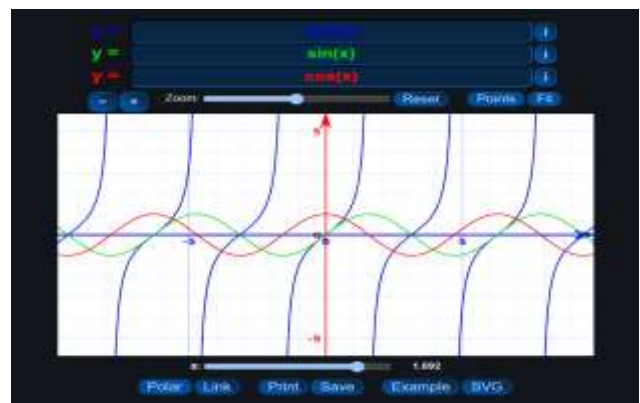 y =
y = sin(x) i
y = cos(x) i
- + Zoom Reset Points Fit
5
-5 0 5
-5
a: 1.692
Polar Link Print Save Example SVG